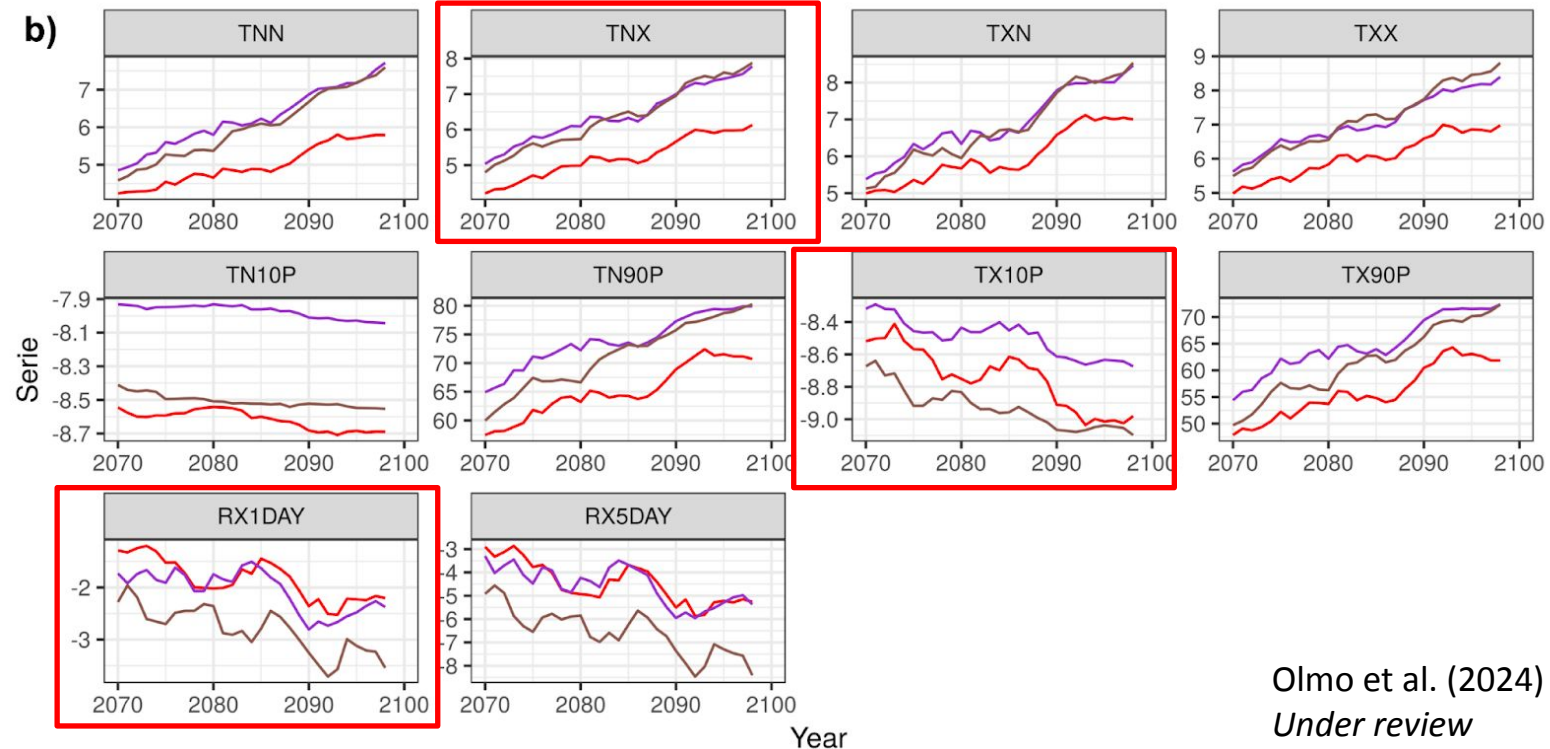 b)
TNN
TNX
TXN
TXX
7
6
5
8
7
6
5
8
7
6
5
9
8
7
6
5
2070 2080 2090 2100
2070 2080 2090 2100
2070 2080 2090 2100
2070 2080 2090 2100
TN10P
TN90P
TX10P
TX90P
-7.9
-8.1
-8.3
-8.5
-8.7
80
75
70
65
60
-8.4
-8.6
-8.8
-9.0
70
65
60
55
50
2070 2080 2090 2100
2070 2080 2090 2100
2070 2080 2090 2100
2070 2080 2090 2100
Serie
RX1DAY
RX5DAY
-2
-3
-3
-4
-5
-6
-7
-8
2070 2080 2090 2100
2070 2080 2090 2100
Year
Olmo et al. (2024)
Under review